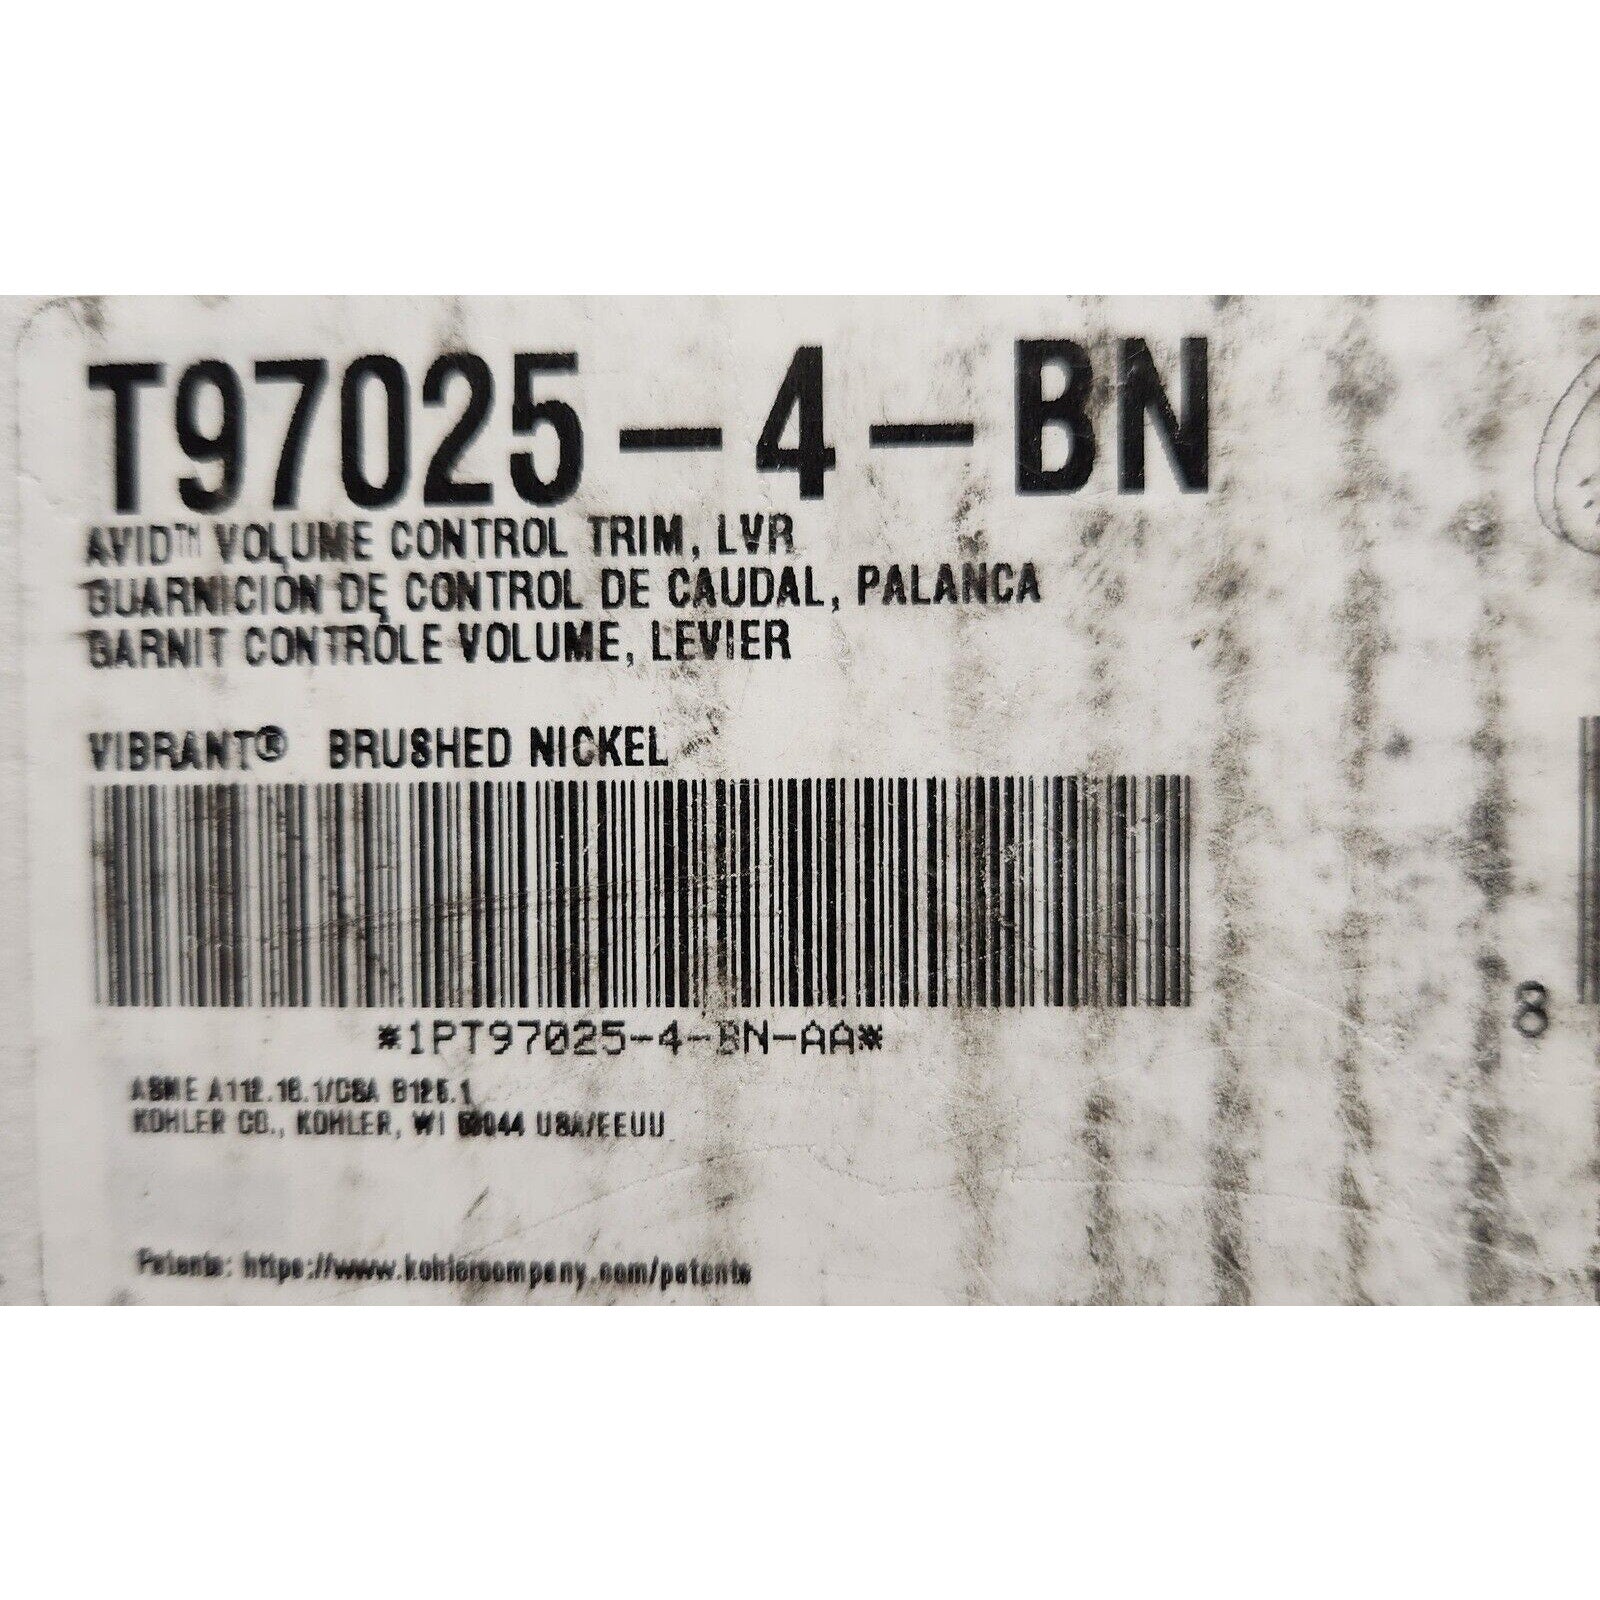 T97025-4-BN
AVID™ VOLUME CONTROL TRIM, LVR
GUARNICIÓN DE CONTROL DE CAUDAL, PALANCA
GARNIT CONTRÔLE VOLUME, LEVIER
VIBRANT® BRUSHED NICKEL
*1PT97025-4-BN-AA*
8
ASME A112.18.1/CSA B125.1
KOHLER CO., KOHLER, WI 53044 USA/EEUU
Patents: https://www.kohlercompany.com/patents